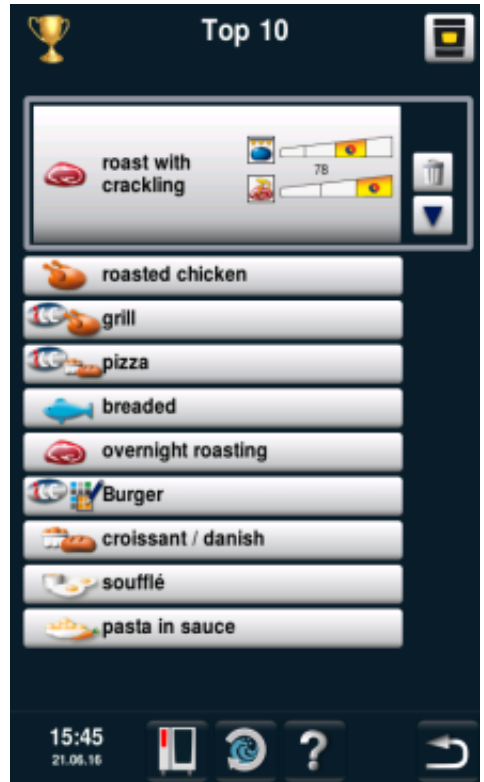 Top 10
roast with
crackling
78
roasted chicken
grill
pizza
breaded
overnight roasting
Burger
croissant / danish
soufflé
pasta in sauce
15:45
21.06.16
?